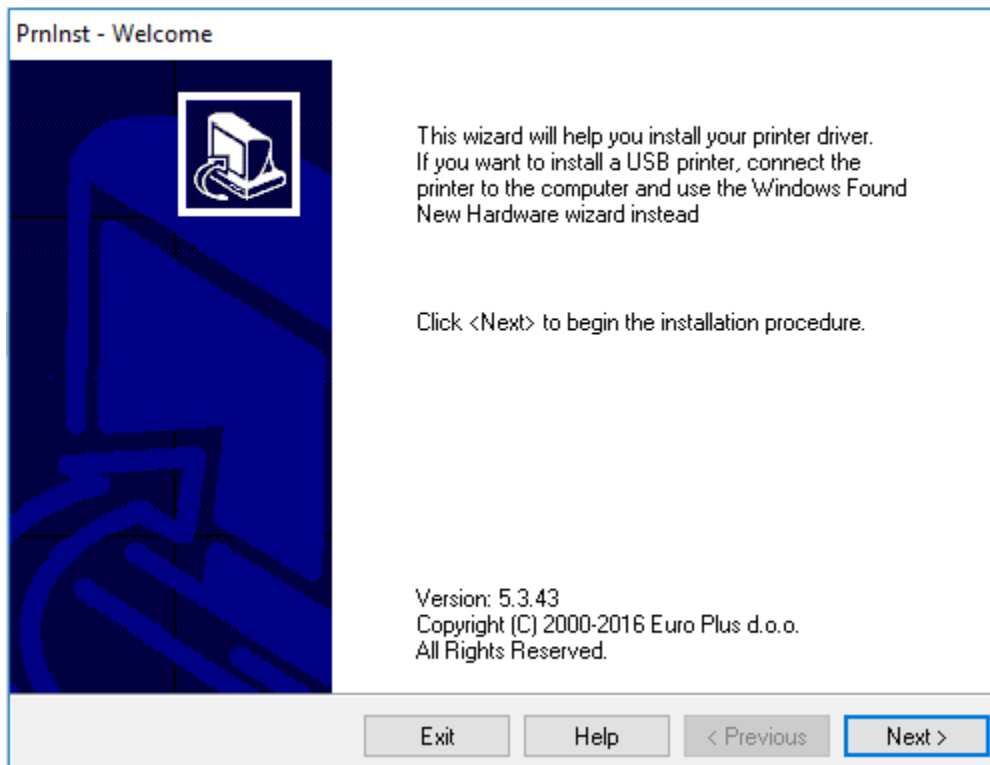 PrnInst - Welcome
This wizard will help you install your printer driver.
If you want to install a USB printer, connect the
printer to the computer and use the Windows Found
New Hardware wizard instead
Click <Next> to begin the installation procedure.
Version: 5.3.43
Copyright (C) 2000-2016 Euro Plus d.o.o.
All Rights Reserved.
Exit
Help
< Previous
Next >